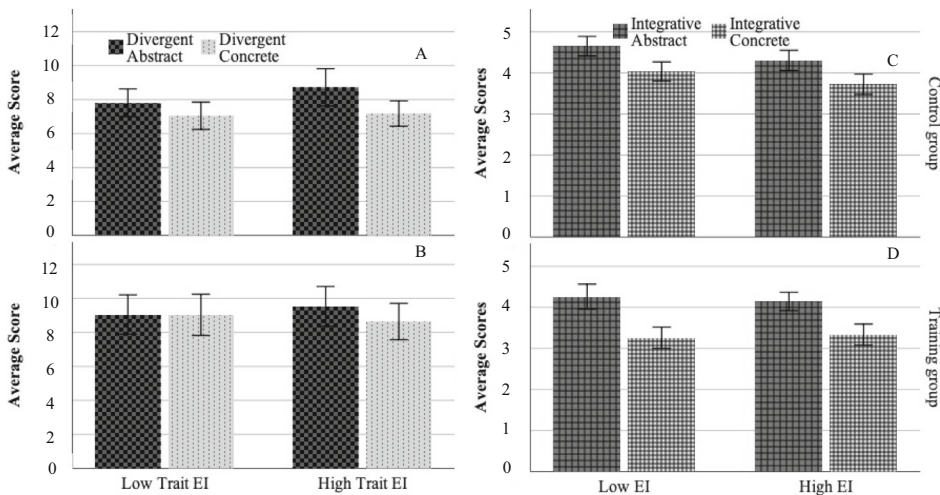 12
10
8
6
4
2
0
Average Score
Divergent Abstract
Divergent Concrete
A
5
4
3
2
1
0
Average Scores
Integrative Abstract
Integrative Concrete
C
Control group
12
10
8
6
4
2
0
Average Score
B
Low Trait EI
High Trait EI
5
4
3
2
1
0
Average Scores
D
Training group
Low EI
High EI